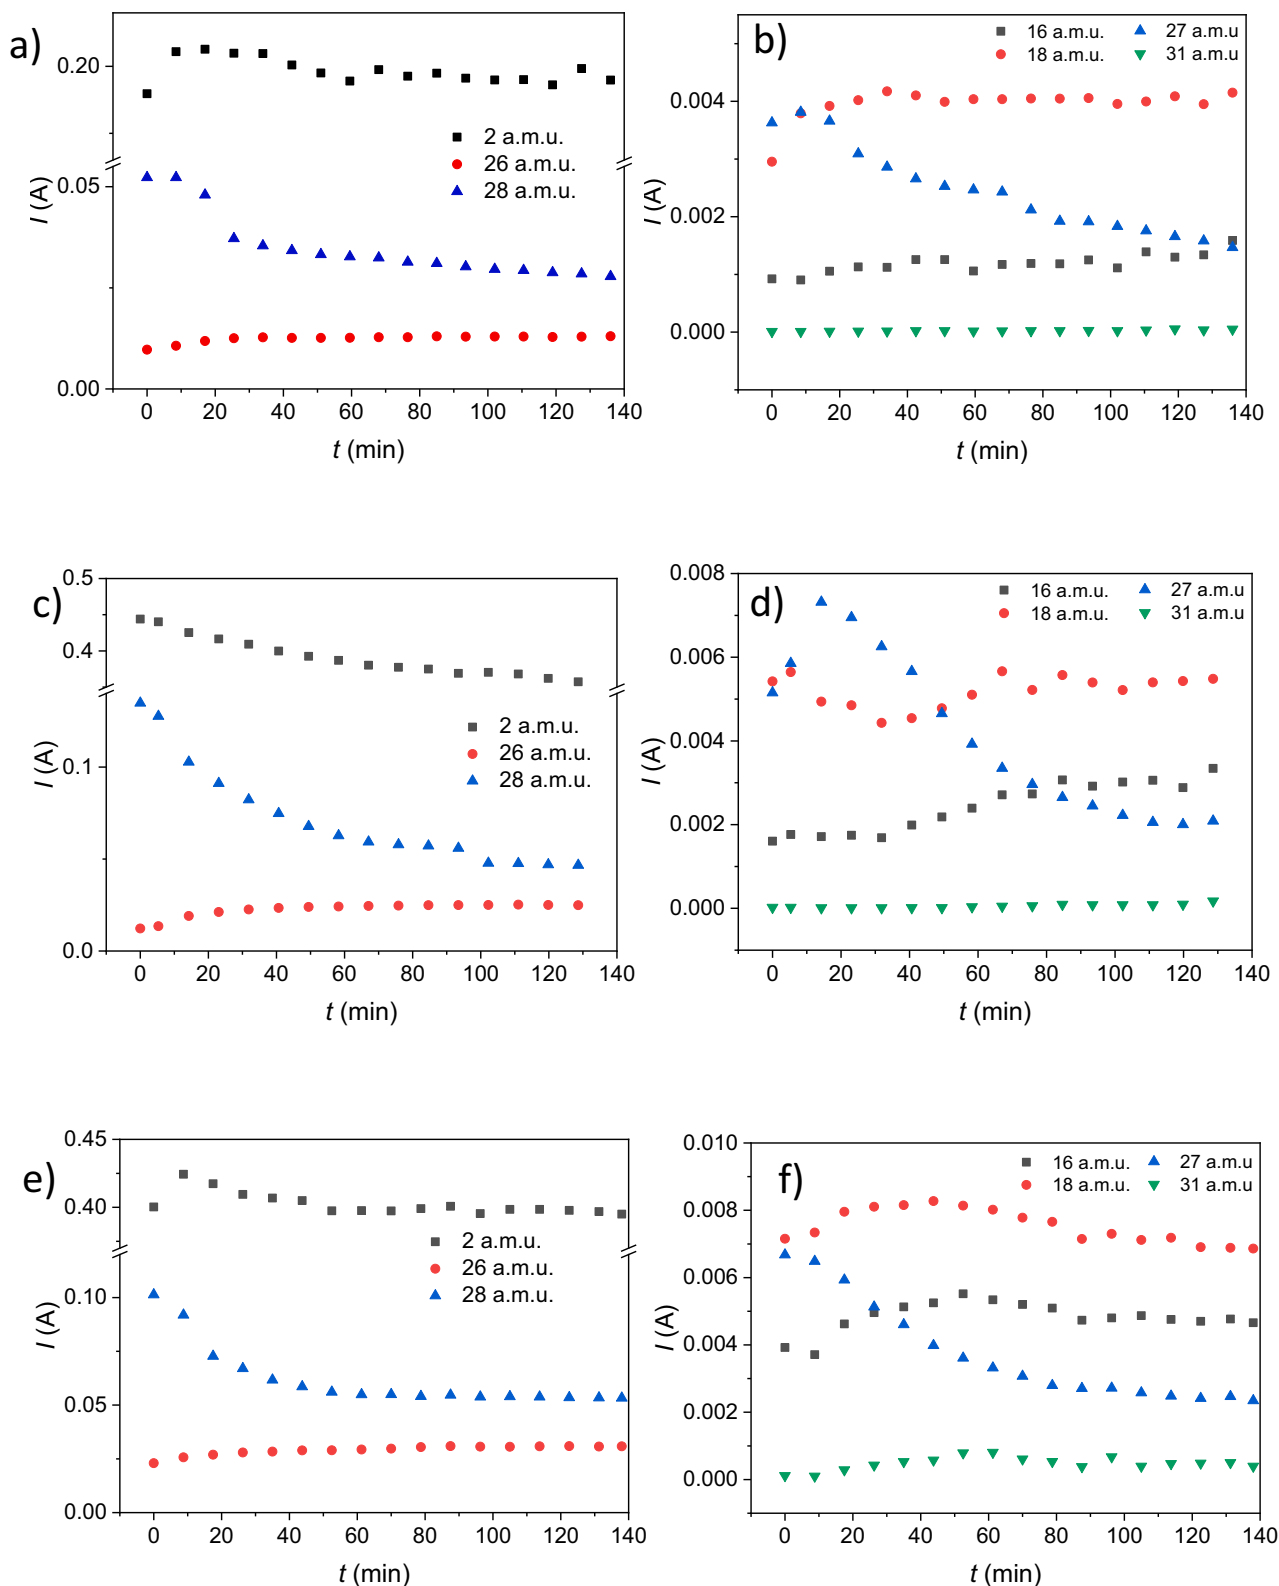 a)
0.20
0.05
0.00
I (A)
2 a.m.u.
26 a.m.u.
28 a.m.u.
0 20 40 60 80 100 120 140
t (min)
b)
16 a.m.u. 27 a.m.u
18 a.m.u. 31 a.m.u
0.004
0.002
0.000
I (A)
0 20 40 60 80 100 120 140
t (min)
c)
0.5
0.4
0.1
0.0
I (A)
2 a.m.u.
26 a.m.u.
28 a.m.u.
0 20 40 60 80 100 120 140
t (min)
d)
16 a.m.u. 27 a.m.u
18 a.m.u. 31 a.m.u
0.008
0.006
0.004
0.002
0.000
I (A)
0 20 40 60 80 100 120 140
t (min)
e)
0.45
0.40
0.10
0.05
0.00
I (A)
2 a.m.u.
26 a.m.u.
28 a.m.u.
0 20 40 60 80 100 120 140
t (min)
f)
16 a.m.u. 27 a.m.u
18 a.m.u. 31 a.m.u
0.010
0.008
0.006
0.004
0.002
0.000
I (A)
0 20 40 60 80 100 120 140
t (min)